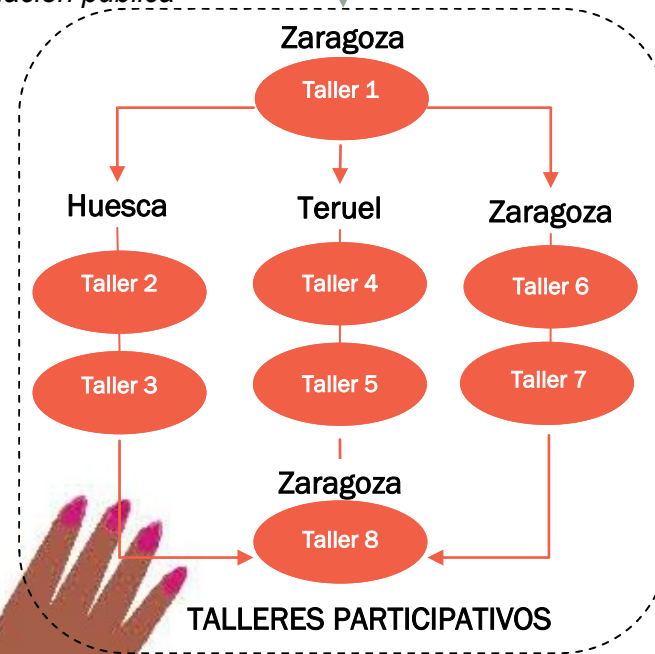 Zaragoza
Taller 1
Huesca
Teruel
Zaragoza
Taller 2
Taller 4
Taller 6
Taller 3
Taller 5
Taller 7
Zaragoza
Taller 8
TALLERES PARTICIPATIVOS